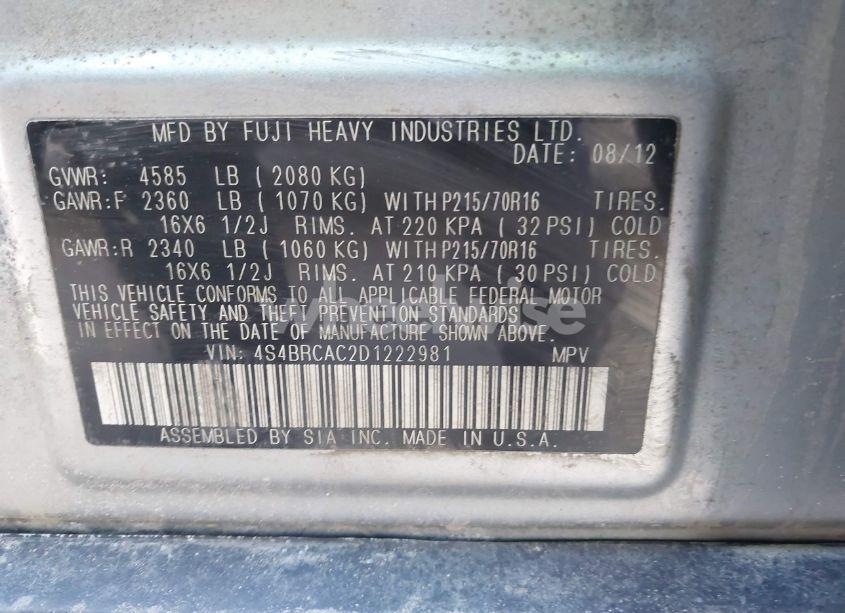 MFD BY FUJI HEAVY INDUSTRIES LTD.
DATE: 08/12
GVWR: 4585 LB ( 2080 KG)
GAWR:F 2360 LB ( 1070 KG) WITH P215/70R16 TIRES.
16X6 1/2J RIMS. AT 220 KPA ( 32 PSI) COLD
GAWR:R 2340 LB ( 1060 KG) WITH P215/70R16 TIRES.
16X6 1/2J RIMS. AT 210 KPA ( 30 PSI) COLD
THIS VEHICLE CONFORMS TO ALL APPLICABLE FEDERAL MOTOR
VEHICLE SAFETY AND THEFT PREVENTION STANDARDS
IN EFFECT ON THE DATE OF MANUFACTURE SHOWN ABOVE.
wheelwise
VIN: 4S4BRCAC2D1222981 MPV
ASSEMBLED BY SIA INC. MADE IN U.S.A.